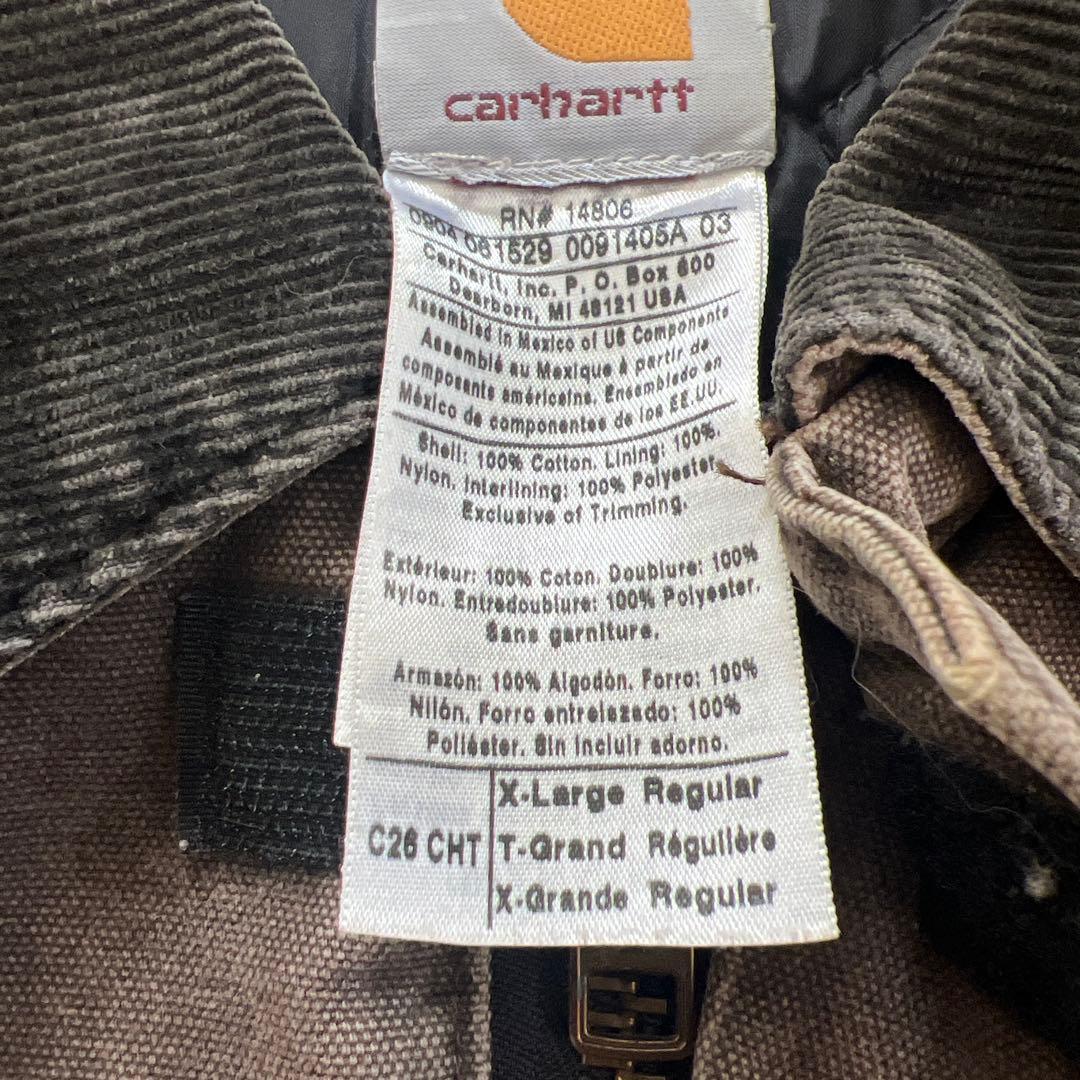 carhartt
RN# 14806
0904 061529 0091405A 03
Carhartt, Inc. P. O. Box 600
Dearborn, MI 48121 USA
Assembled in Mexico of US Components
Assemblé au Mexique à partir de
composants américains. Ensamblado en
México de componentes de los EE.UU.
Shell: 100% Cotton. Lining: 100%.
Nylon. Interlining: 100% Polyester.
Exclusive of Trimming.
Extérieur: 100% Coton. Doublure: 100%
Nylon. Entredoublure: 100% Polyester.
Sans garniture.
Armazón: 100% Algodón. Forro: 100%
Nilón. Forro entrelazado: 100%
Poliéster. Sin incluir adorno.
X-Large Regular
C26 CHT T-Grand Régulière
X-Grande Regular